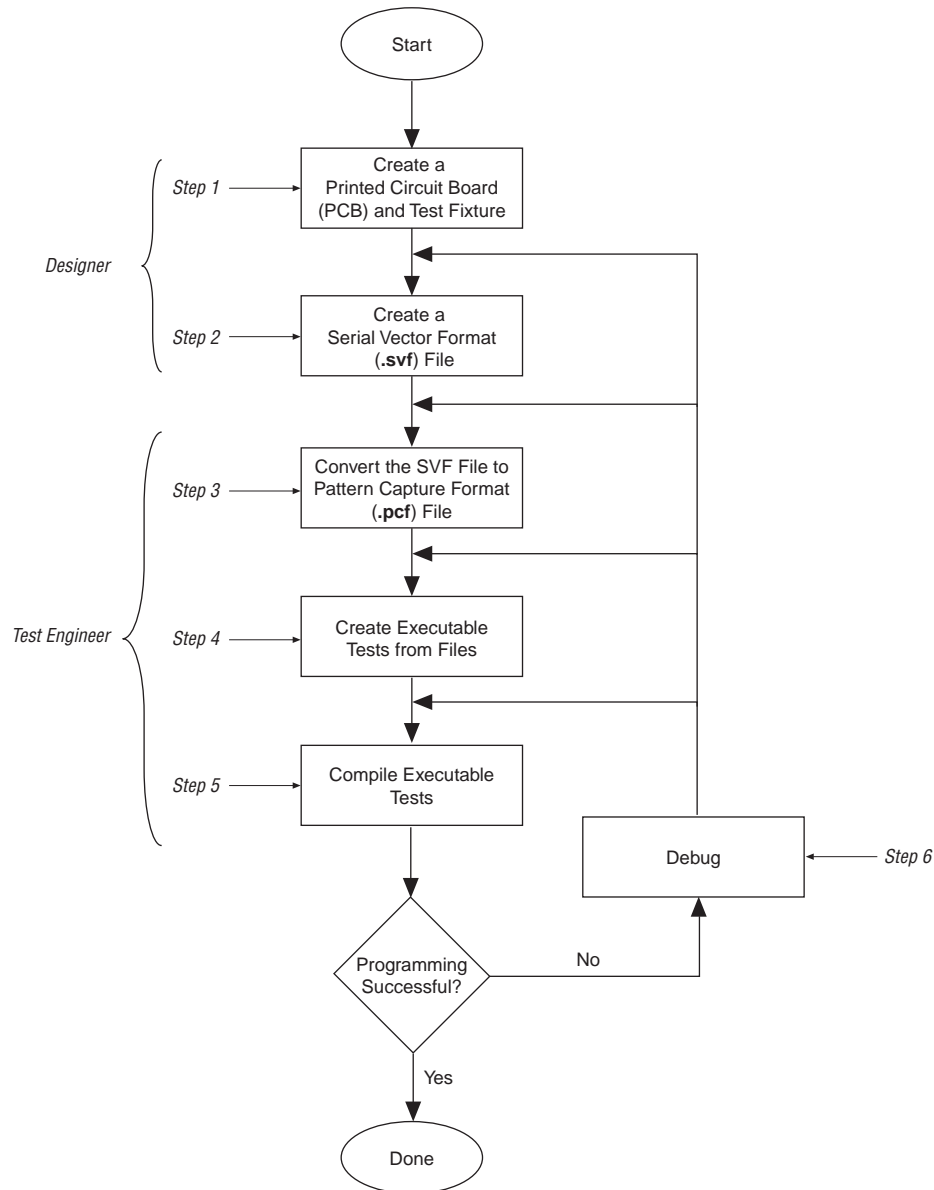 Start
Step 1
Create a
Printed Circuit Board
(PCB) and Test Fixture
Designer
Step 2
Create a
Serial Vector Format
(.svf) File
Step 3
Convert the SVF File to
Pattern Capture Format
(.pcf) File
Test Engineer
Step 4
Create Executable
Tests from Files
Step 5
Compile Executable
Tests
Debug
Step 6
Programming
Successful?
No
Yes
Done